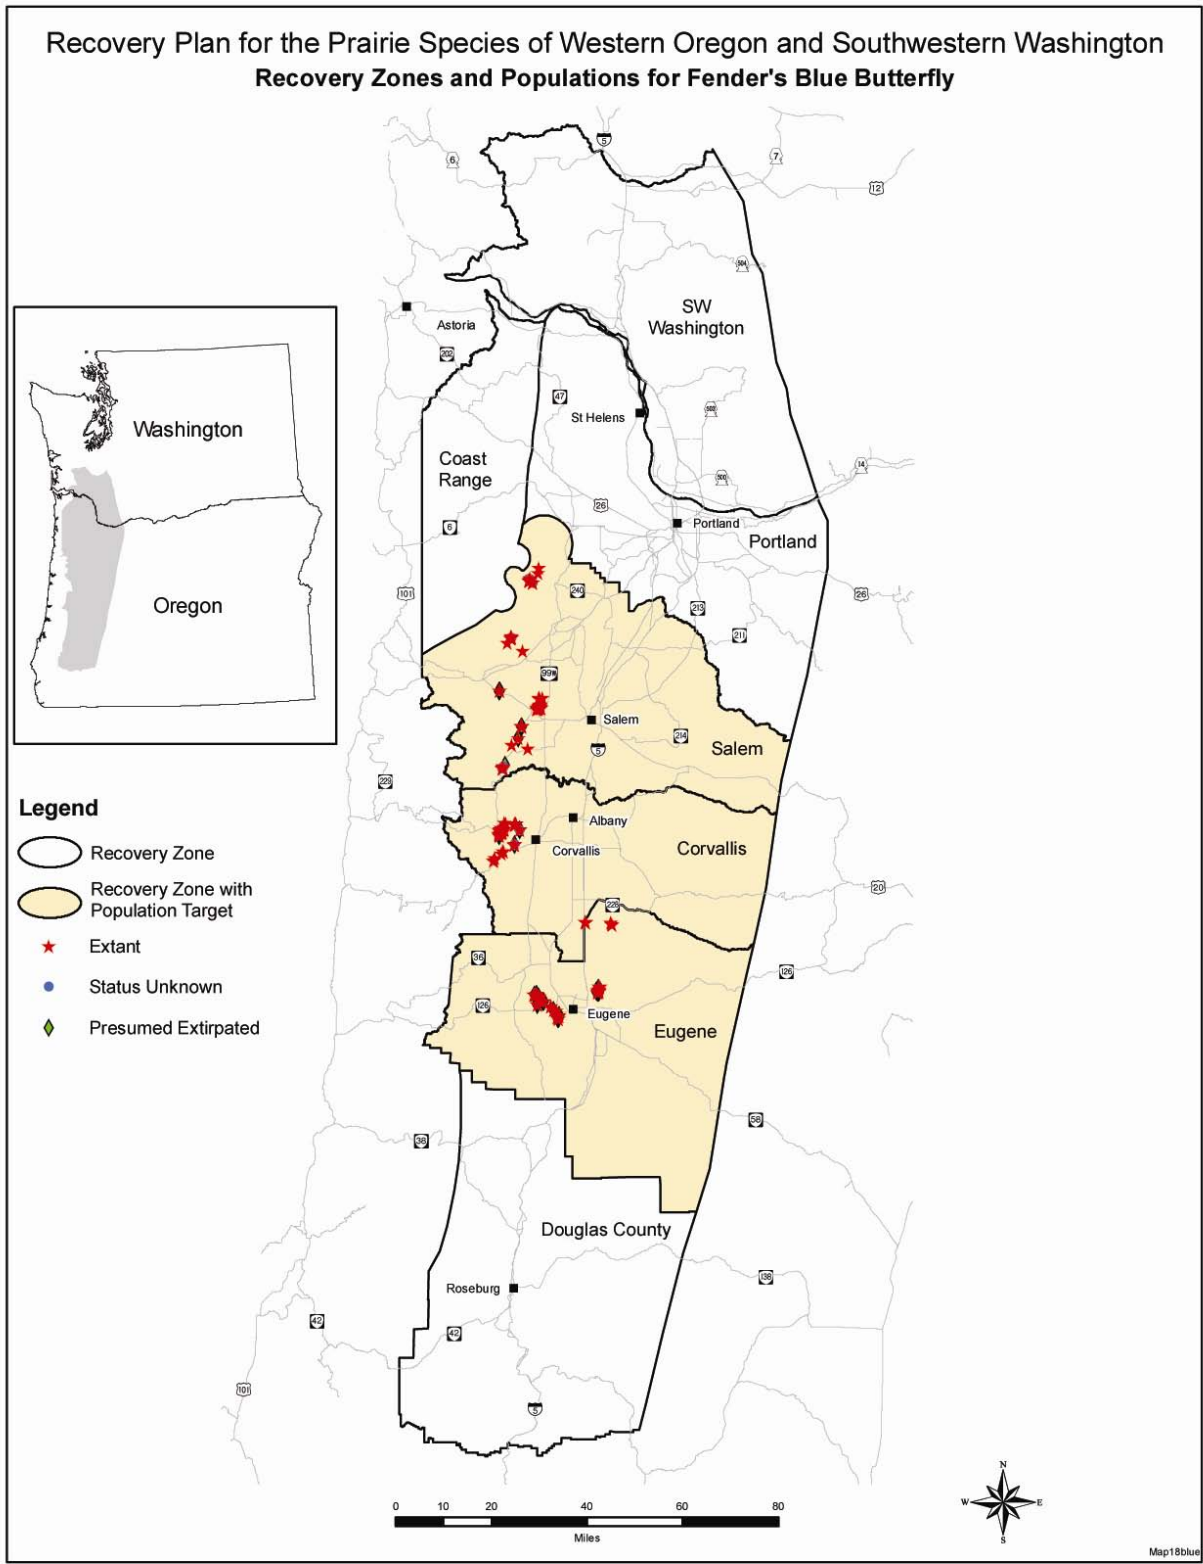 Recovery Plan for the Prairie Species of Western Oregon and Southwestern Washington
Recovery Zones and Populations for Fender's Blue Butterfly
5
6
7
12
504
SW
Washington
Astoria
202
47
St Helens
503
Washington
Coast
Range
14
500
26
Portland
6
Portland
Oregon
101
240
26
213
211
99W
Salem
214
5
Salem
229
Legend
Albany
Recovery Zone
Corvallis
Corvallis
Recovery Zone with
Population Target
20
226
Extant
36
126
Status Unknown
126
Eugene
Presumed Extirpated
Eugene
58
38
Douglas County
138
Roseburg
42
42
101
5
N
W
E
S
0
10
20
40
60
80
Miles
Map18blue